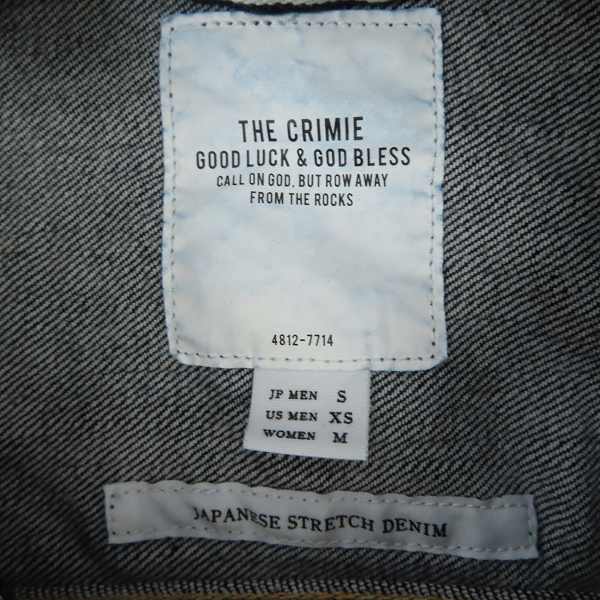 THE CRIMIE
GOOD LUCK & GOD BLESS
CALL ON GOD, BUT ROW AWAY
FROM THE ROCKS
4812-7714
JP MEN S
US MEN XS
WOMEN M
JAPANESE STRETCH DENIM